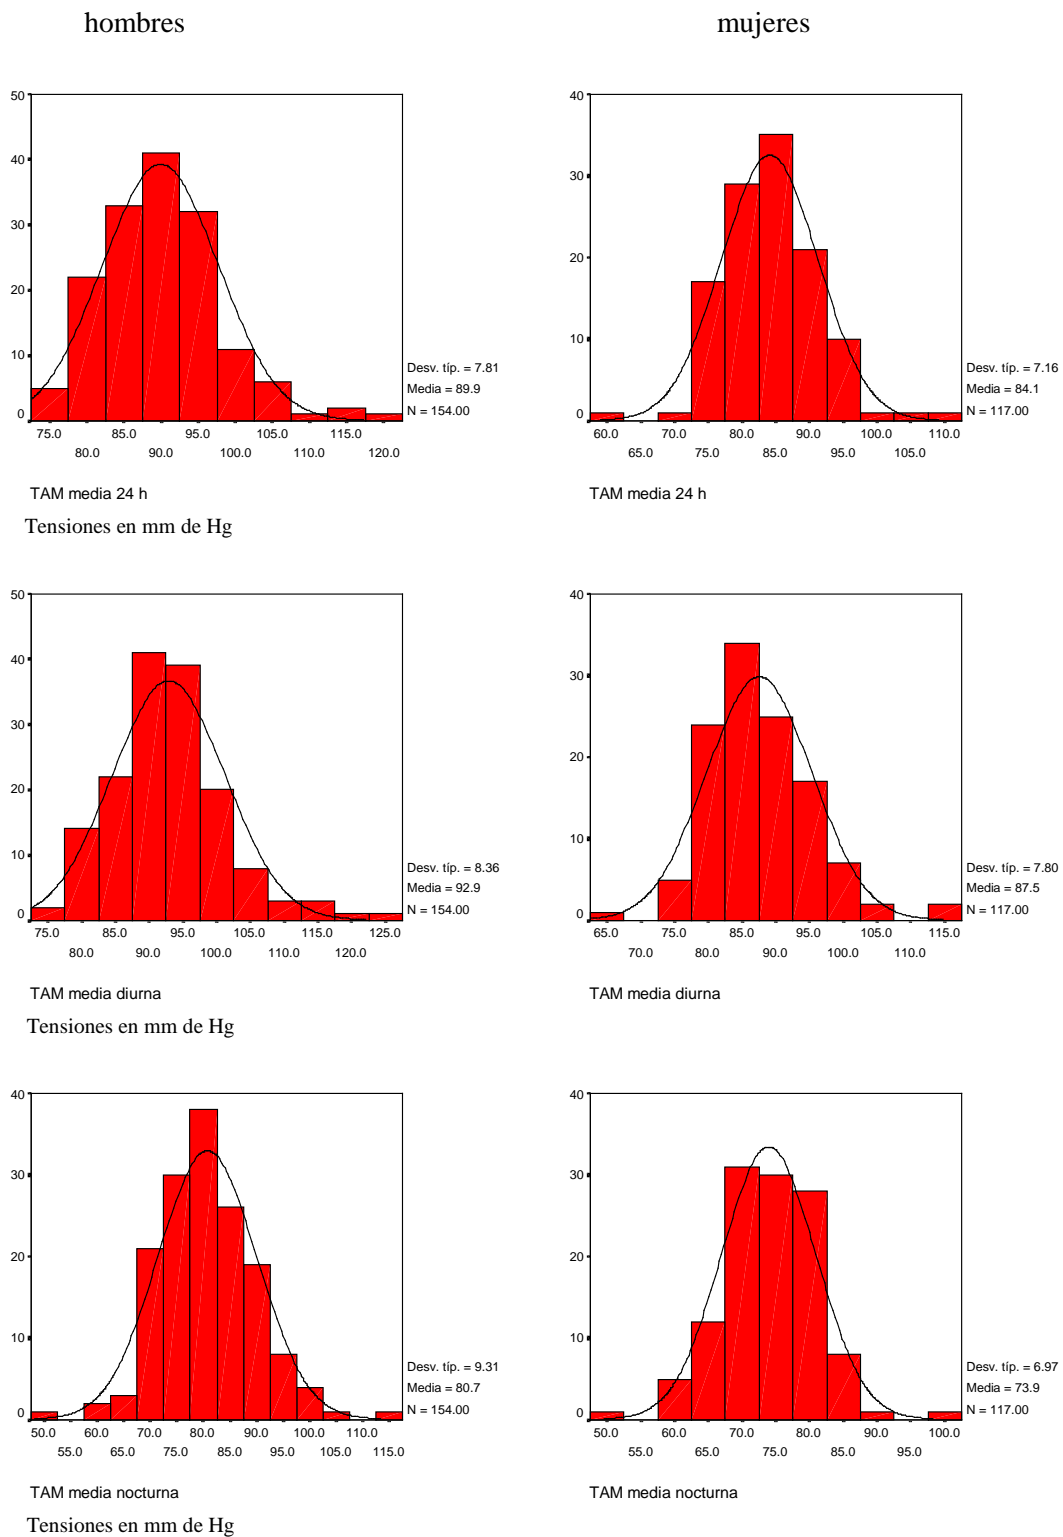 hombres mujeres
50
40
30
20
10
0
75.0 85.0 95.0 105.0 115.0
80.0 90.0 100.0 110.0 120.0
Desv. típ. = 7.81
Media = 89.9
N = 154.00
TAM media 24 h
Tensiones en mm de Hg
40
30
20
10
0
60.0 70.0 75.0 85.0 100.0 110.0
65.0 75.0 85.0 95.0 105.0
Desv. típ. = 7.16
Media = 84.1
N = 117.00
TAM media 24 h
50
40
30
20
10
0
75.0 85.0 95.0 105.0 115.0 125.0
80.0 90.0 100.0 110.0 120.0
Desv. típ. = 8.36
Media = 92.9
N = 154.00
TAM media diurna
Tensiones en mm de Hg
40
30
20
10
0
65.0 75.0 85.0 95.0 105.0 115.0
70.0 80.0 90.0 100.0 110.0
Desv. típ. = 7.80
Media = 87.5
N = 117.00
TAM media diurna
40
30
20
10
0
50.0 60.0 70.0 80.0 90.0 100.0 110.0
55.0 65.0 75.0 85.0 95.0 105.0 115.0
Desv. típ. = 9.31
Media = 80.7
N = 154.00
TAM media nocturna
Tensiones en mm de Hg
40
30
20
10
0
50.0 60.0 70.0 80.0 90.0 100.0
55.0 65.0 75.0 85.0 95.0
Desv. típ. = 6.97
Media = 73.9
N = 117.00
TAM media nocturna